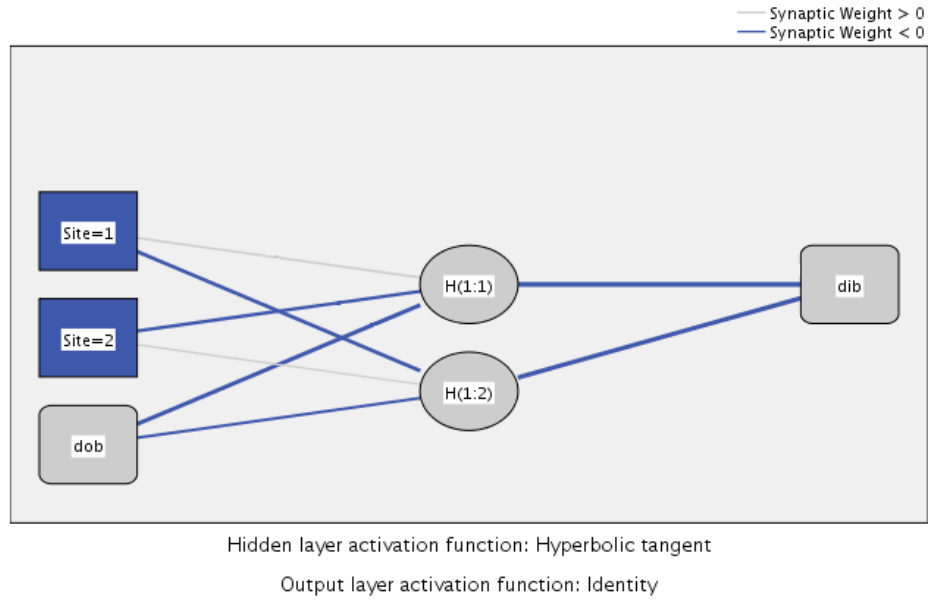 Synaptic Weight > 0
Synaptic Weight < 0
Site=1
H(1:1)
dib
Site=2
H(1:2)
dob
Hidden layer activation function: Hyperbolic tangent
Output layer activation function: Identity